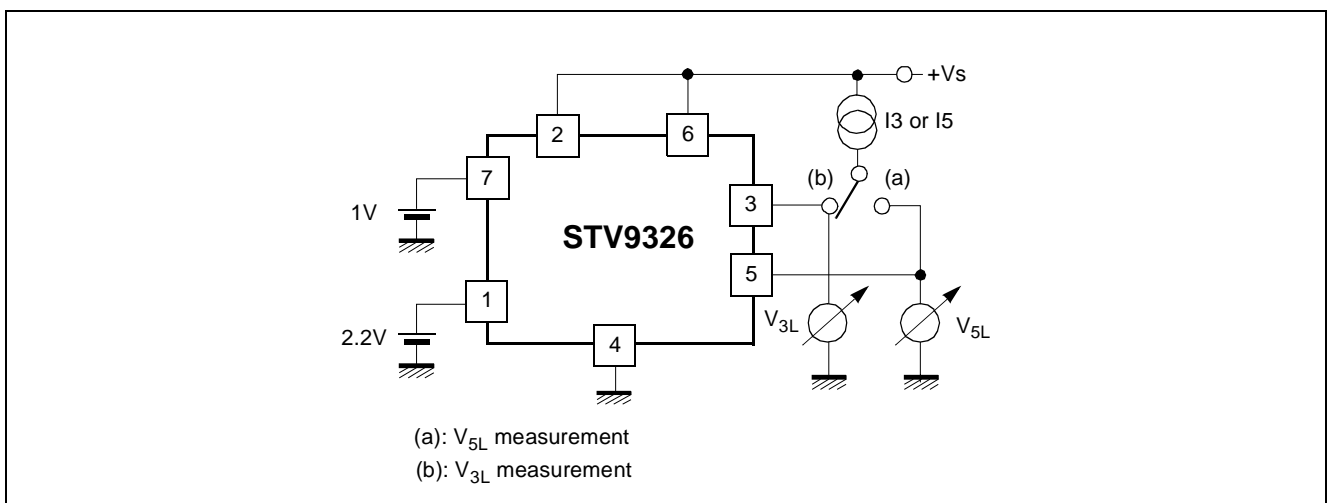 +Vs
I3 or I5
2
6
7
(b)
(a)
1V
3
STV9326
5
1
2.2V
V3L
V5L
4
(a): V5L measurement
(b): V3L measurement